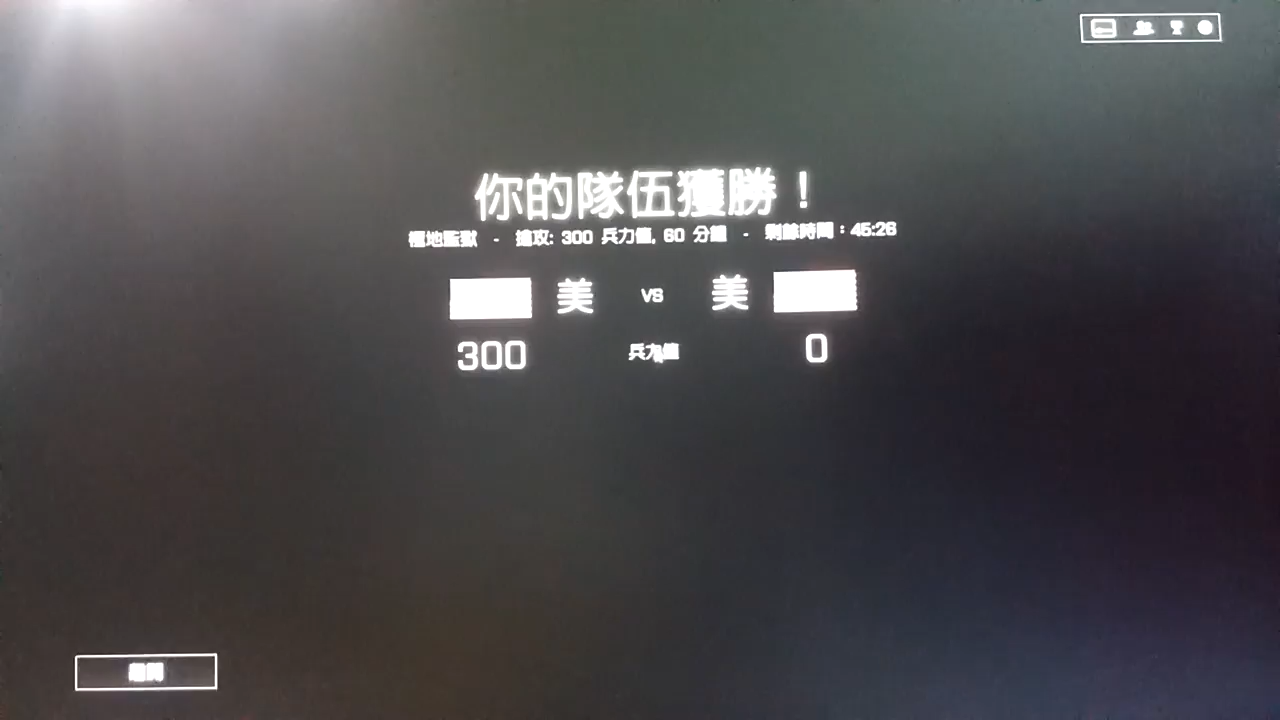 你的隊伍獲勝！
極地監獄 - 搶攻: 300 兵力值, 60 分鐘 - 剩餘時間：45:26
美 vs 美
300 兵力值 0
離開